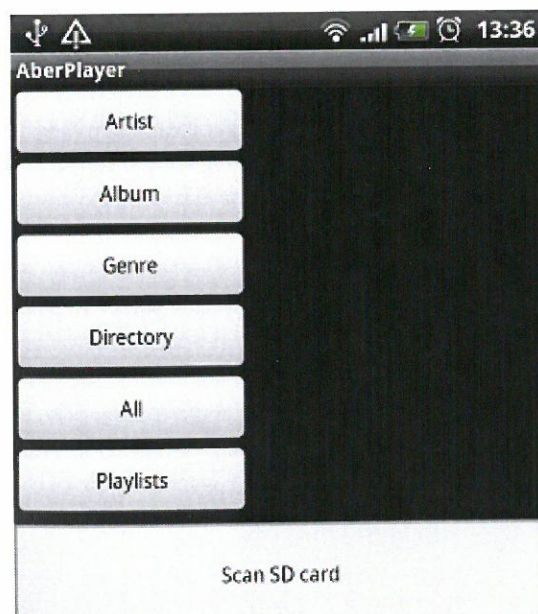 13:36
AberPlayer
Artist
Album
Genre
Directory
All
Playlists
Scan SD card